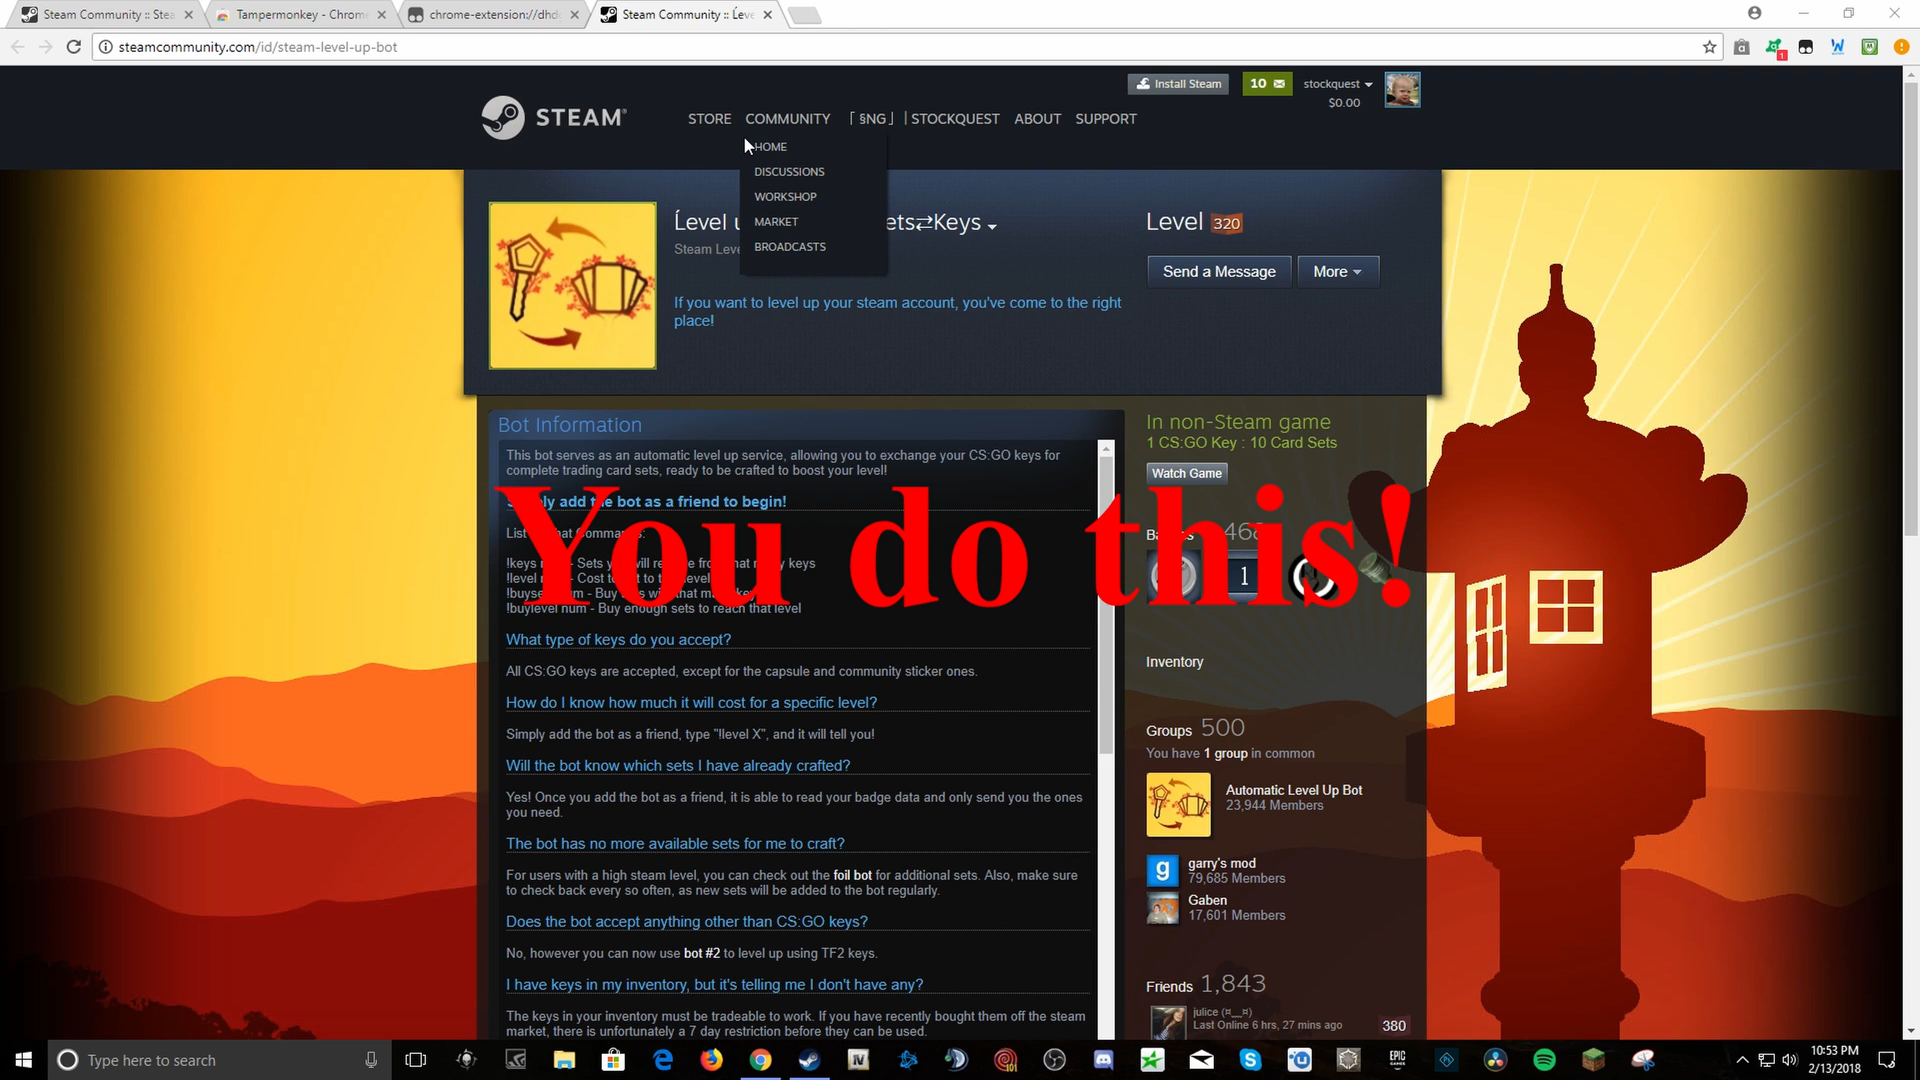 Steam Community :: Stea
Tampermonkey - Chrome
chrome-extension://dhdg
Steam Community :: Ĺeve
steamcommunity.com/id/steam-level-up-bot
1
Install Steam
10
stockquest
$0.00
STEAM
STORE COMMUNITY ⌈ §NG⌋ | STOCKQUEST ABOUT SUPPORT
HOME
DISCUSSIONS
WORKSHOP
MARKET
BROADCASTS
Ĺevel u
ets⇄Keys
Steam Leve
Level 320
Send a Message
More
If you want to level up your steam account, you've come to the right
place!
Bot Information
This bot serves as an automatic level up service, allowing you to exchange your CS:GO keys for
complete trading card sets, ready to be crafted to boost your level!
add the bot as a friend to begin!
You do this!
!buylevel num - Buy enough sets to reach that level
What type of keys do you accept?
All CS:GO keys are accepted, except for the capsule and community sticker ones.
How do I know how much it will cost for a specific level?
Simply add the bot as a friend, type "!level X", and it will tell you!
Will the bot know which sets I have already crafted?
Yes! Once you add the bot as a friend, it is able to read your badge data and only send you the ones
you need.
The bot has no more available sets for me to craft?
For users with a high steam level, you can check out the foil bot for additional sets. Also, make sure
to check back every so often, as new sets will be added to the bot regularly.
Does the bot accept anything other than CS:GO keys?
No, however you can now use bot #2 to level up using TF2 keys.
I have keys in my inventory, but it's telling me I don't have any?
The keys in your inventory must be tradeable to work. If you have recently bought them off the steam
market, there is unfortunately a 7 day restriction before they can be used.
In non-Steam game
1 CS:GO Key : 10 Card Sets
Watch Game
1
Inventory
Groups 500
You have 1 group in common
Automatic Level Up Bot
23,944 Members
garry's mod
79,685 Members
Gaben
17,601 Members
Friends 1,843
julice (¤﹏¤)
Last Online 6 hrs, 27 mins ago
380
Type here to search
10:53 PM
2/13/2018